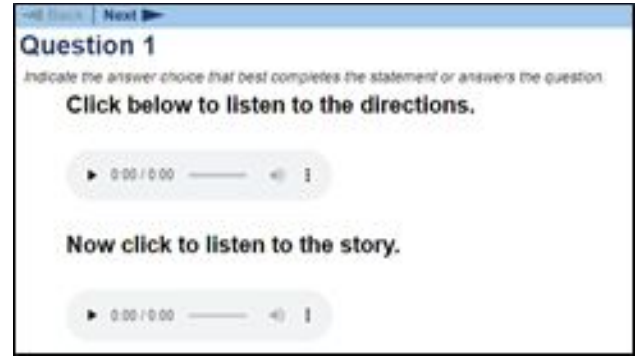 Back | Next
Question 1
Indicate the answer choice that best completes the statement or answers the question.
Click below to listen to the directions.
0:00 / 0:00
Now click to listen to the story.
0:00 / 0:00